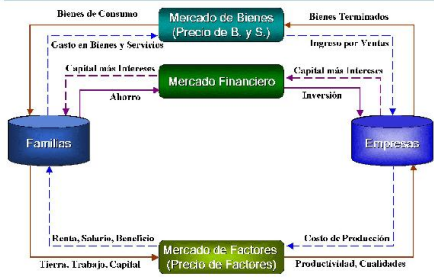 Bienes de Consumo
Mercado de Bienes
(Precio de B. y S.)
Bienes Terminados
Gasto en Bienes y Servicios
Ingreso por Ventas
Capital más Intereses
Mercado Financiero
Capital más Intereses
Ahorro
Inversión
Familias
Empresas
Renta, Salario, Beneficio
Mercado de Factores
(Precio de Factores)
Costo de Producción
Tierra, Trabajo, Capital
Productividad, Cualidades